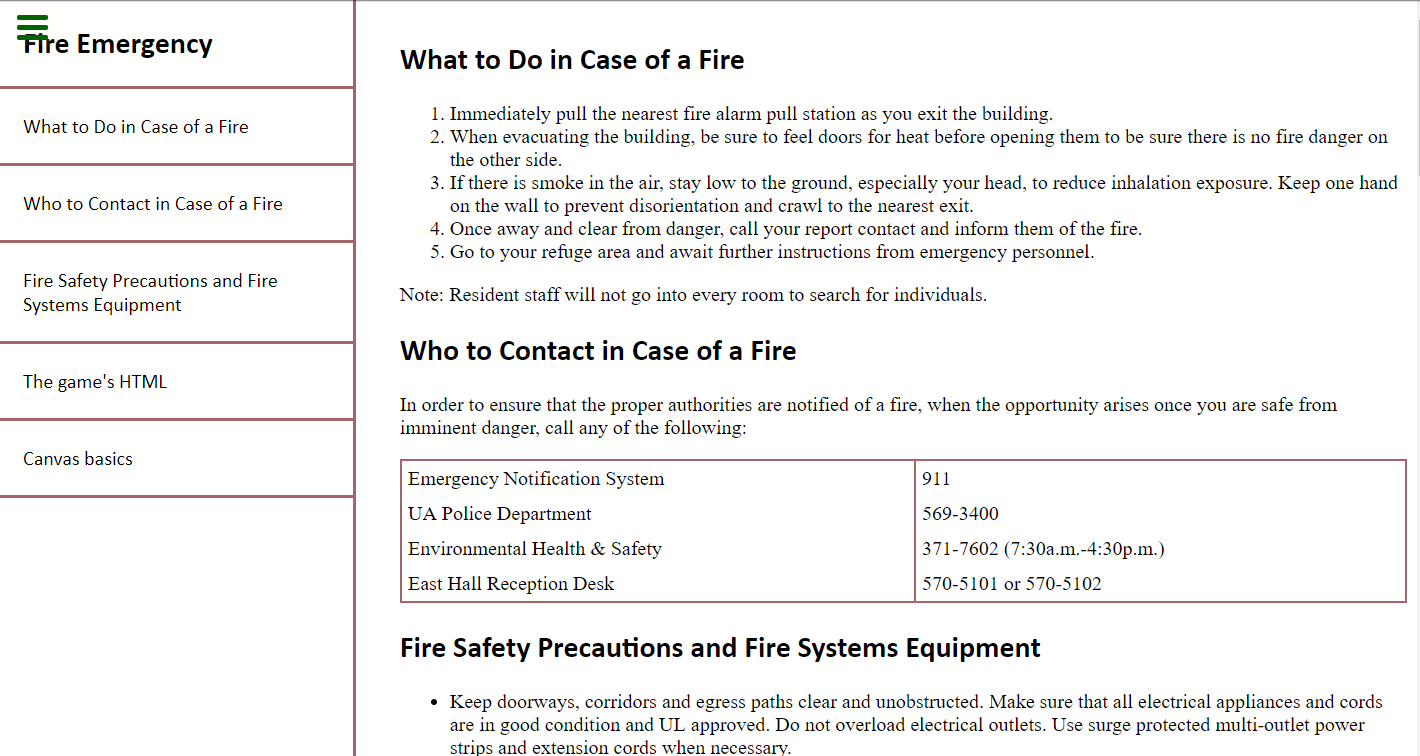 Fire Emergency
What to Do in Case of a Fire
Who to Contact in Case of a Fire
Fire Safety Precautions and Fire
Systems Equipment
The game's HTML
Canvas basics
What to Do in Case of a Fire
1. Immediately pull the nearest fire alarm pull station as you exit the building.
2. When evacuating the building, be sure to feel doors for heat before opening them to be sure there is no fire danger on
the other side.
3. If there is smoke in the air, stay low to the ground, especially your head, to reduce inhalation exposure. Keep one hand
on the wall to prevent disorientation and crawl to the nearest exit.
4. Once away and clear from danger, call your report contact and inform them of the fire.
5. Go to your refuge area and await further instructions from emergency personnel.
Note: Resident staff will not go into every room to search for individuals.
Who to Contact in Case of a Fire
In order to ensure that the proper authorities are notified of a fire, when the opportunity arises once you are safe from
imminent danger, call any of the following:
Emergency Notification System 911
UA Police Department 569-3400
Environmental Health & Safety 371-7602 (7:30a.m.-4:30p.m.)
East Hall Reception Desk 570-5101 or 570-5102
Fire Safety Precautions and Fire Systems Equipment
• Keep doorways, corridors and egress paths clear and unobstructed. Make sure that all electrical appliances and cords
are in good condition and UL approved. Do not overload electrical outlets. Use surge protected multi-outlet power
strips and extension cords when necessary.